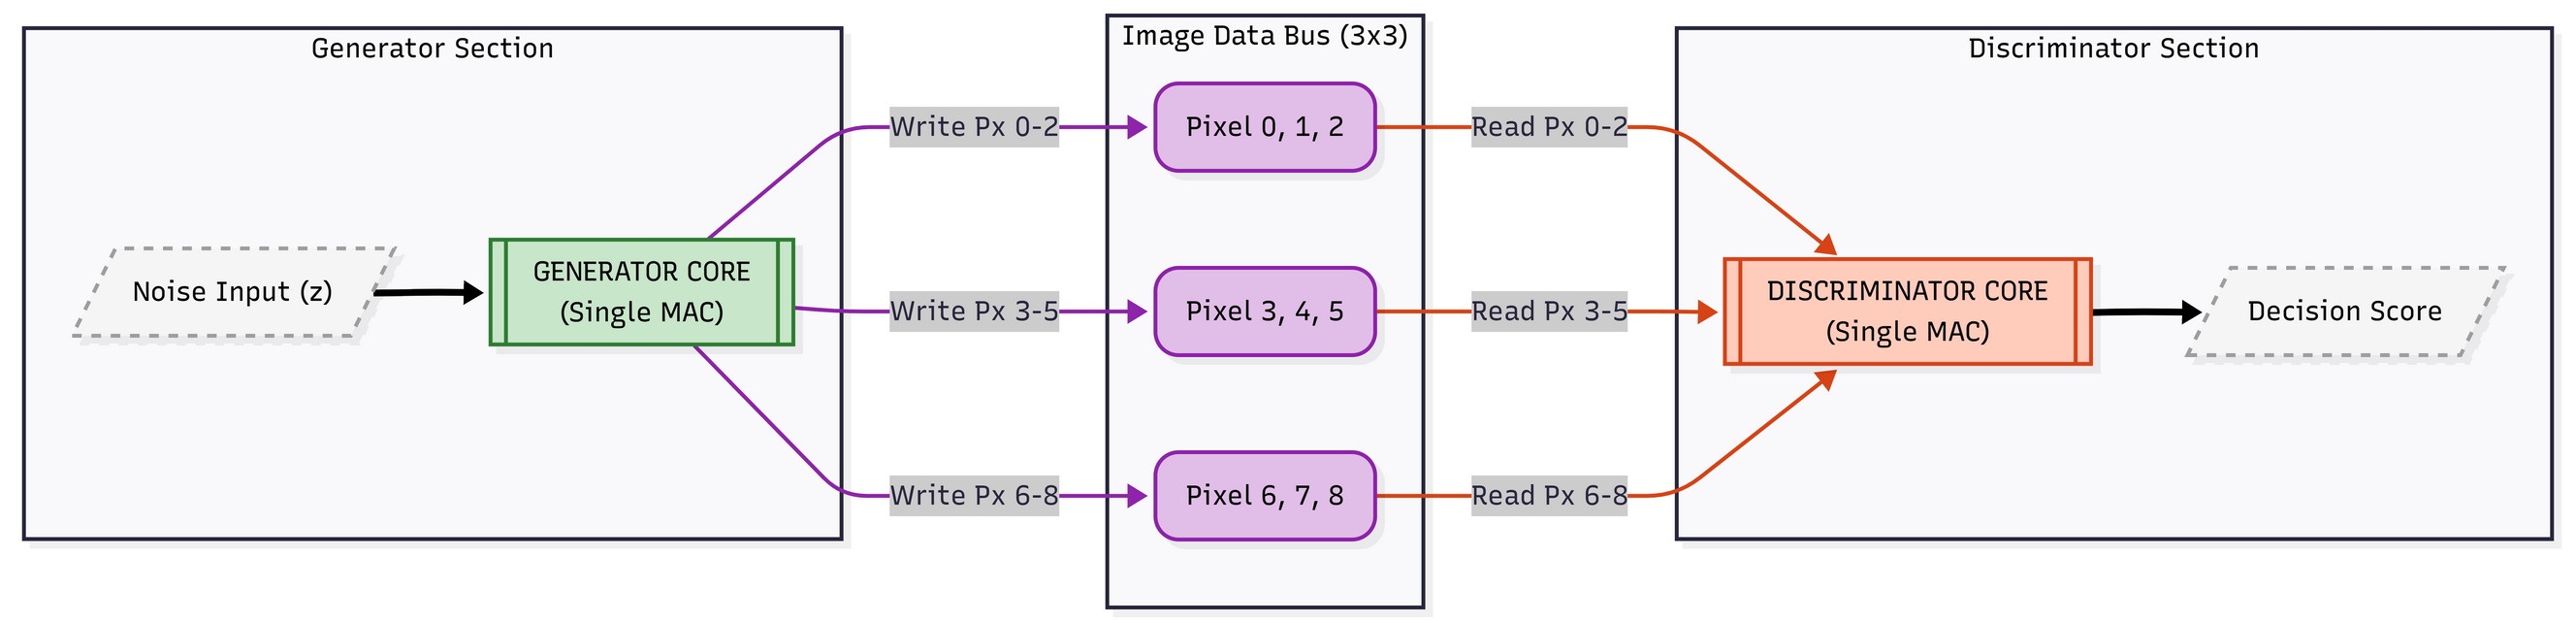 Generator Section
Noise Input (z)
GENERATOR CORE
(Single MAC)
Write Px 0-2
Write Px 3-5
Write Px 6-8
Image Data Bus (3x3)
Pixel 0, 1, 2
Pixel 3, 4, 5
Pixel 6, 7, 8
Read Px 0-2
Read Px 3-5
Read Px 6-8
Discriminator Section
DISCRIMINATOR CORE
(Single MAC)
Decision Score